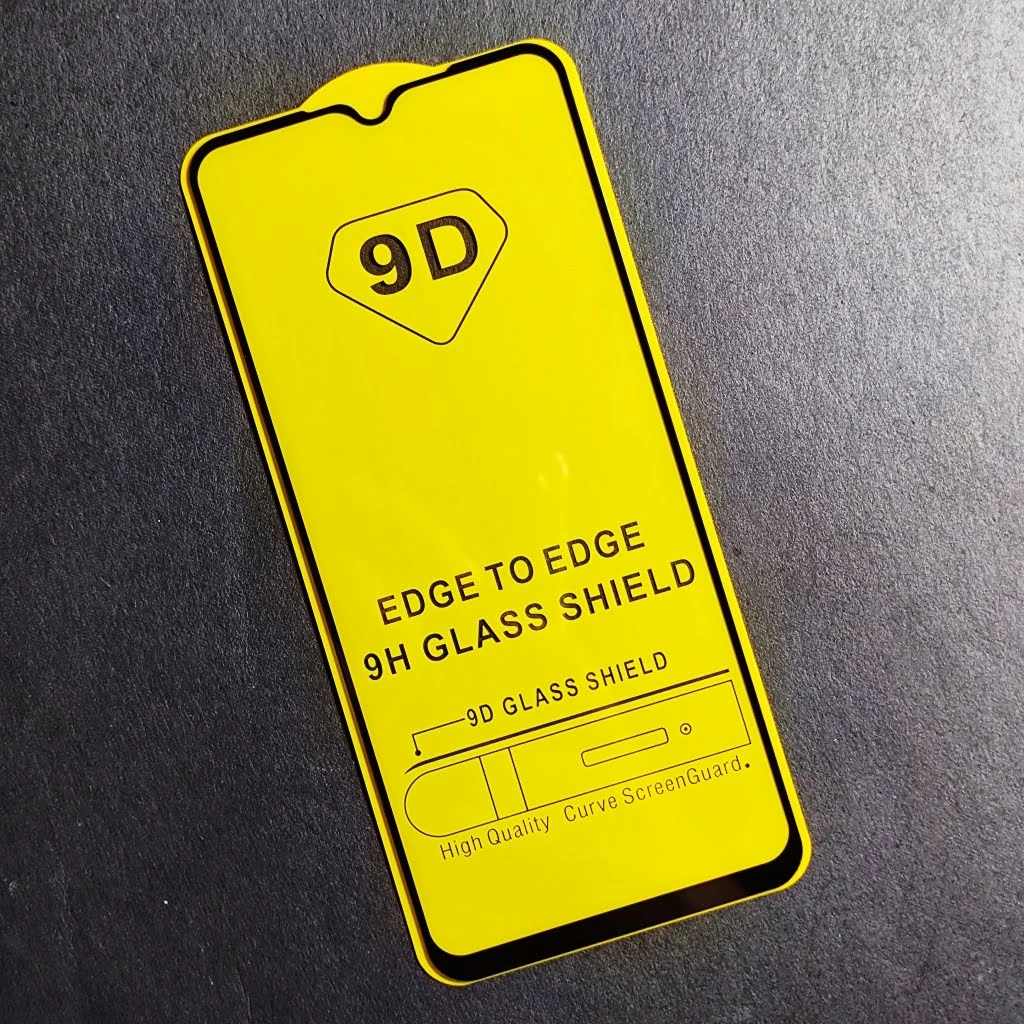 9D
EDGE TO EDGE
9H GLASS SHIELD
9D GLASS SHIELD
High Quality Curve ScreenGuard.